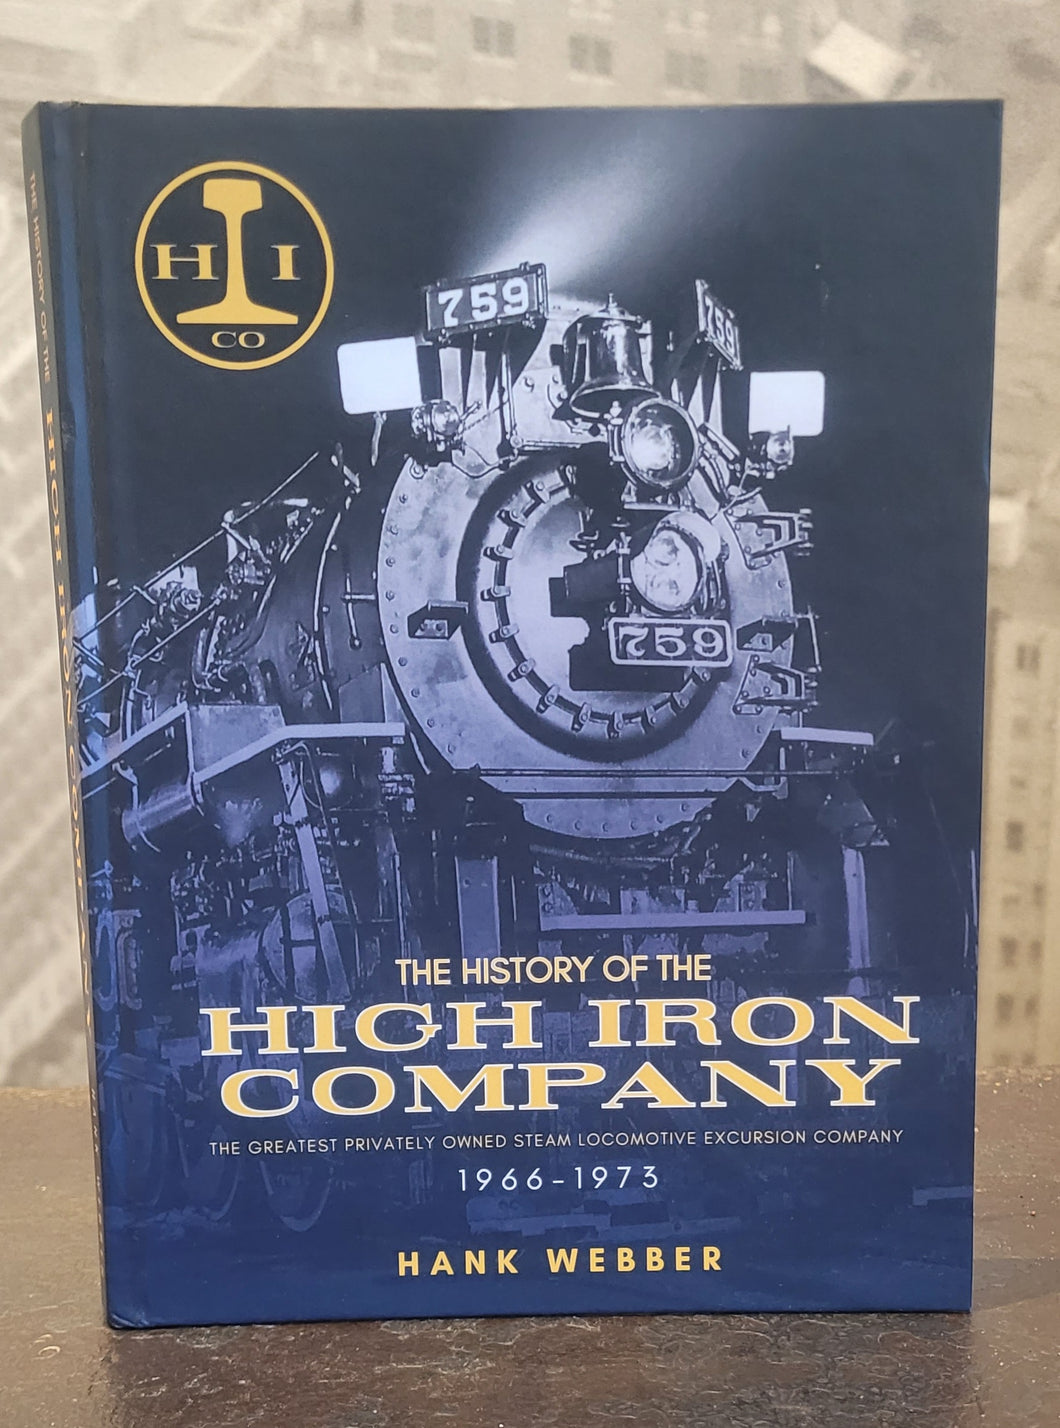 H I
CO
759
759
759
THE HISTORY OF THE
HIGH IRON
COMPANY
THE GREATEST PRIVATELY OWNED STEAM LOCOMOTIVE EXCURSION COMPANY
1966-1973
HANK WEBBER
THE HISTORY OF THE HIGH IRON COMPANY